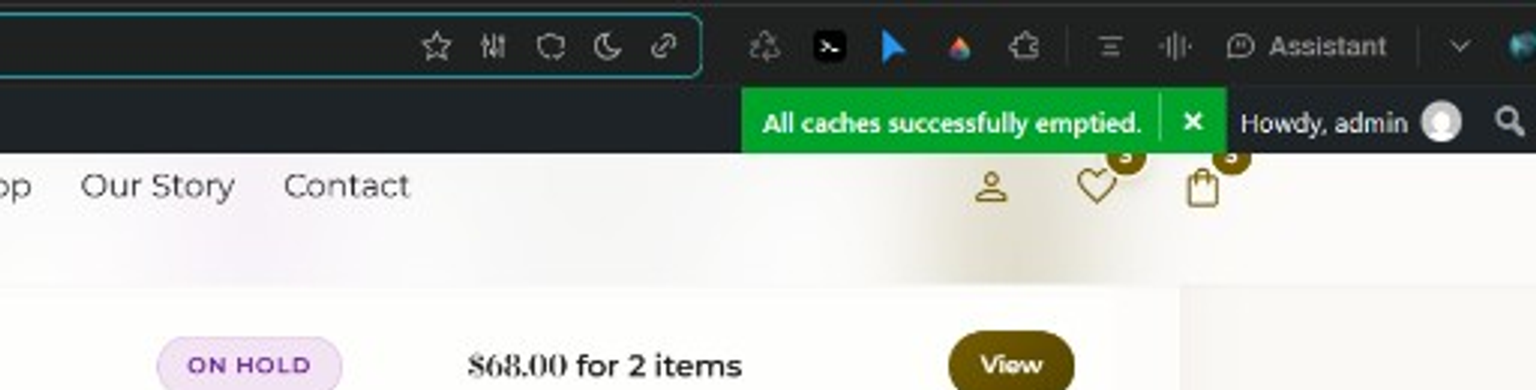 Assistant
All caches successfully emptied.
Howdy, admin
op Our Story Contact
ON HOLD $68.00 for 2 items View